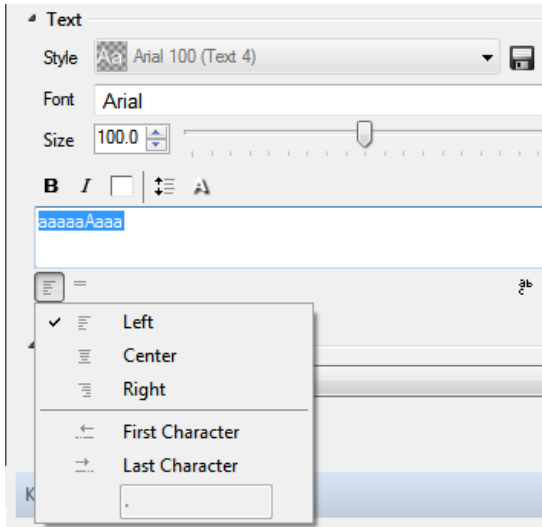 Text
Style Aa Arial 100 (Text 4)
Font Arial
Size 100.0
B I A
aaaaaAaaa
Left
Center
Right
First Character
Last Character
.
K